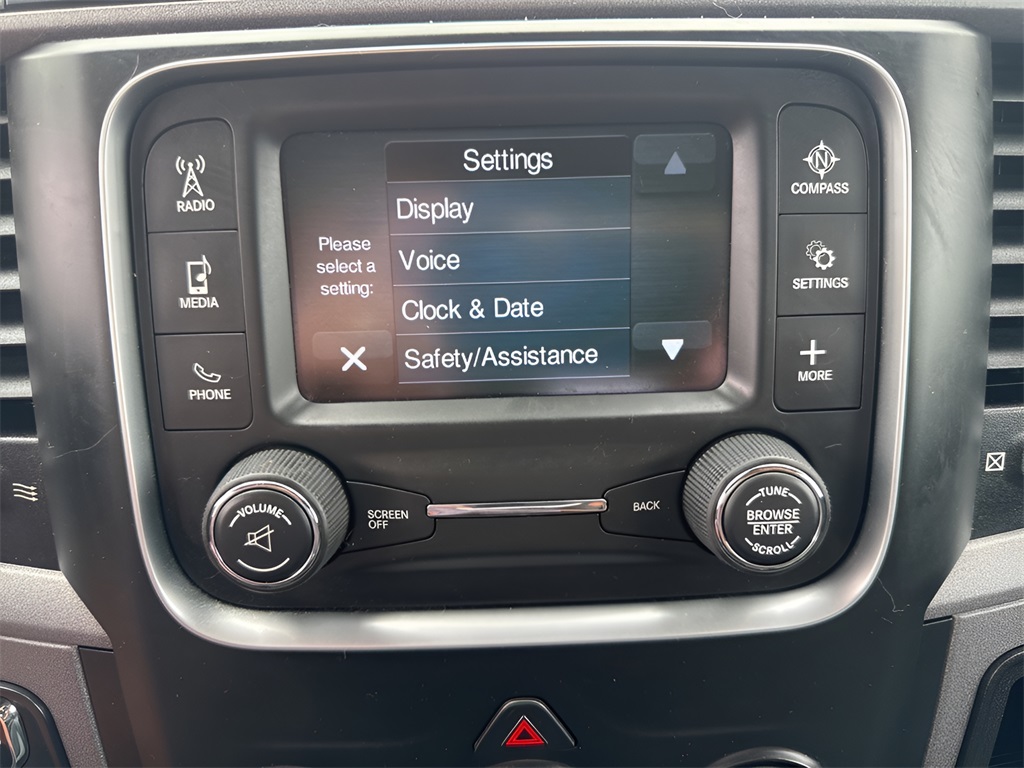 RADIO
MEDIA
PHONE
Settings
Display
Voice
Clock & Date
Safety/Assistance
Please
select a
setting:
N
COMPASS
SETTINGS
MORE
VOLUME
SCREEN
OFF
BACK
TUNE
BROWSE
ENTER
SCROLL